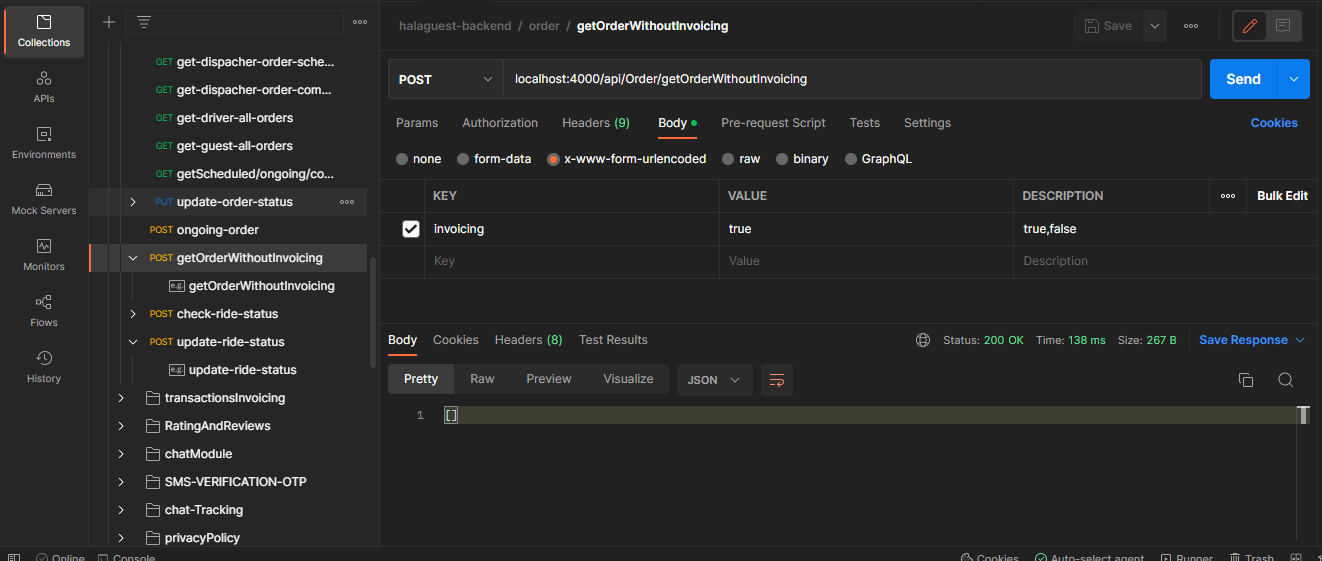 Collections
APIs
Environments
Mock Servers
Monitors
Flows
History
GET get-dispacher-order-sche...
GET get-dispacher-order-com...
GET get-driver-all-orders
GET get-guest-all-orders
GET getScheduled/ongoing/co...
PUT update-order-status
POST ongoing-order
POST getOrderWithoutInvoicing
e.g. getOrderWithoutInvoicing
POST check-ride-status
POST update-ride-status
e.g. update-ride-status
transactionsInvoicing
RatingAndReviews
chatModule
SMS-VERIFICATION-OTP
chat-Tracking
privacyPolicy
halaguest-backend / order / getOrderWithoutInvoicing
Save
POST localhost:4000/api/Order/getOrderWithoutInvoicing Send
Params Authorization Headers (9) Body Pre-request Script Tests Settings Cookies
none form-data x-www-form-urlencoded raw binary GraphQL
KEY VALUE DESCRIPTION Bulk Edit
invoicing true true,false
Key Value Description
Body Cookies Headers (8) Test Results Status: 200 OK Time: 138 ms Size: 267 B Save Response
Pretty Raw Preview Visualize JSON
1 []
Online Console Cookies Auto-select agent Runner Trash